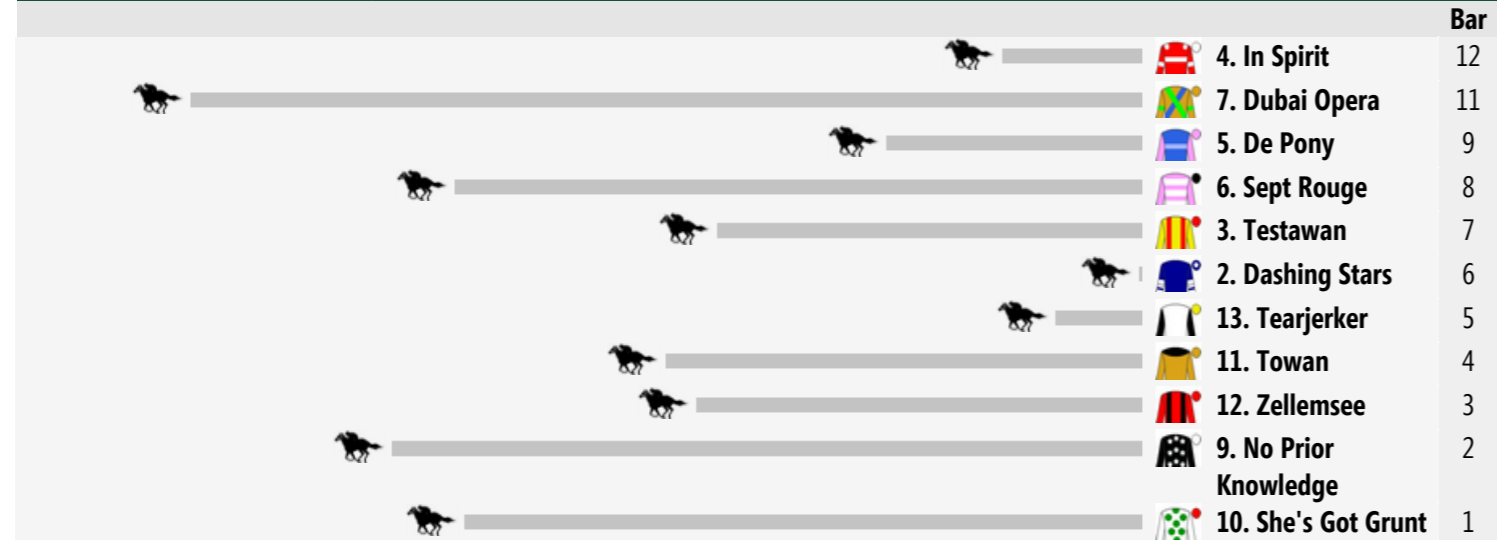 Bar
4. In Spirit 12
7. Dubai Opera 11
5. De Pony 9
6. Sept Rouge 8
3. Testawan 7
2. Dashing Stars 6
13. Tearjerker 5
11. Towan 4
12. Zellemsee 3
9. No Prior 2
Knowledge
10. She's Got Grunt 1